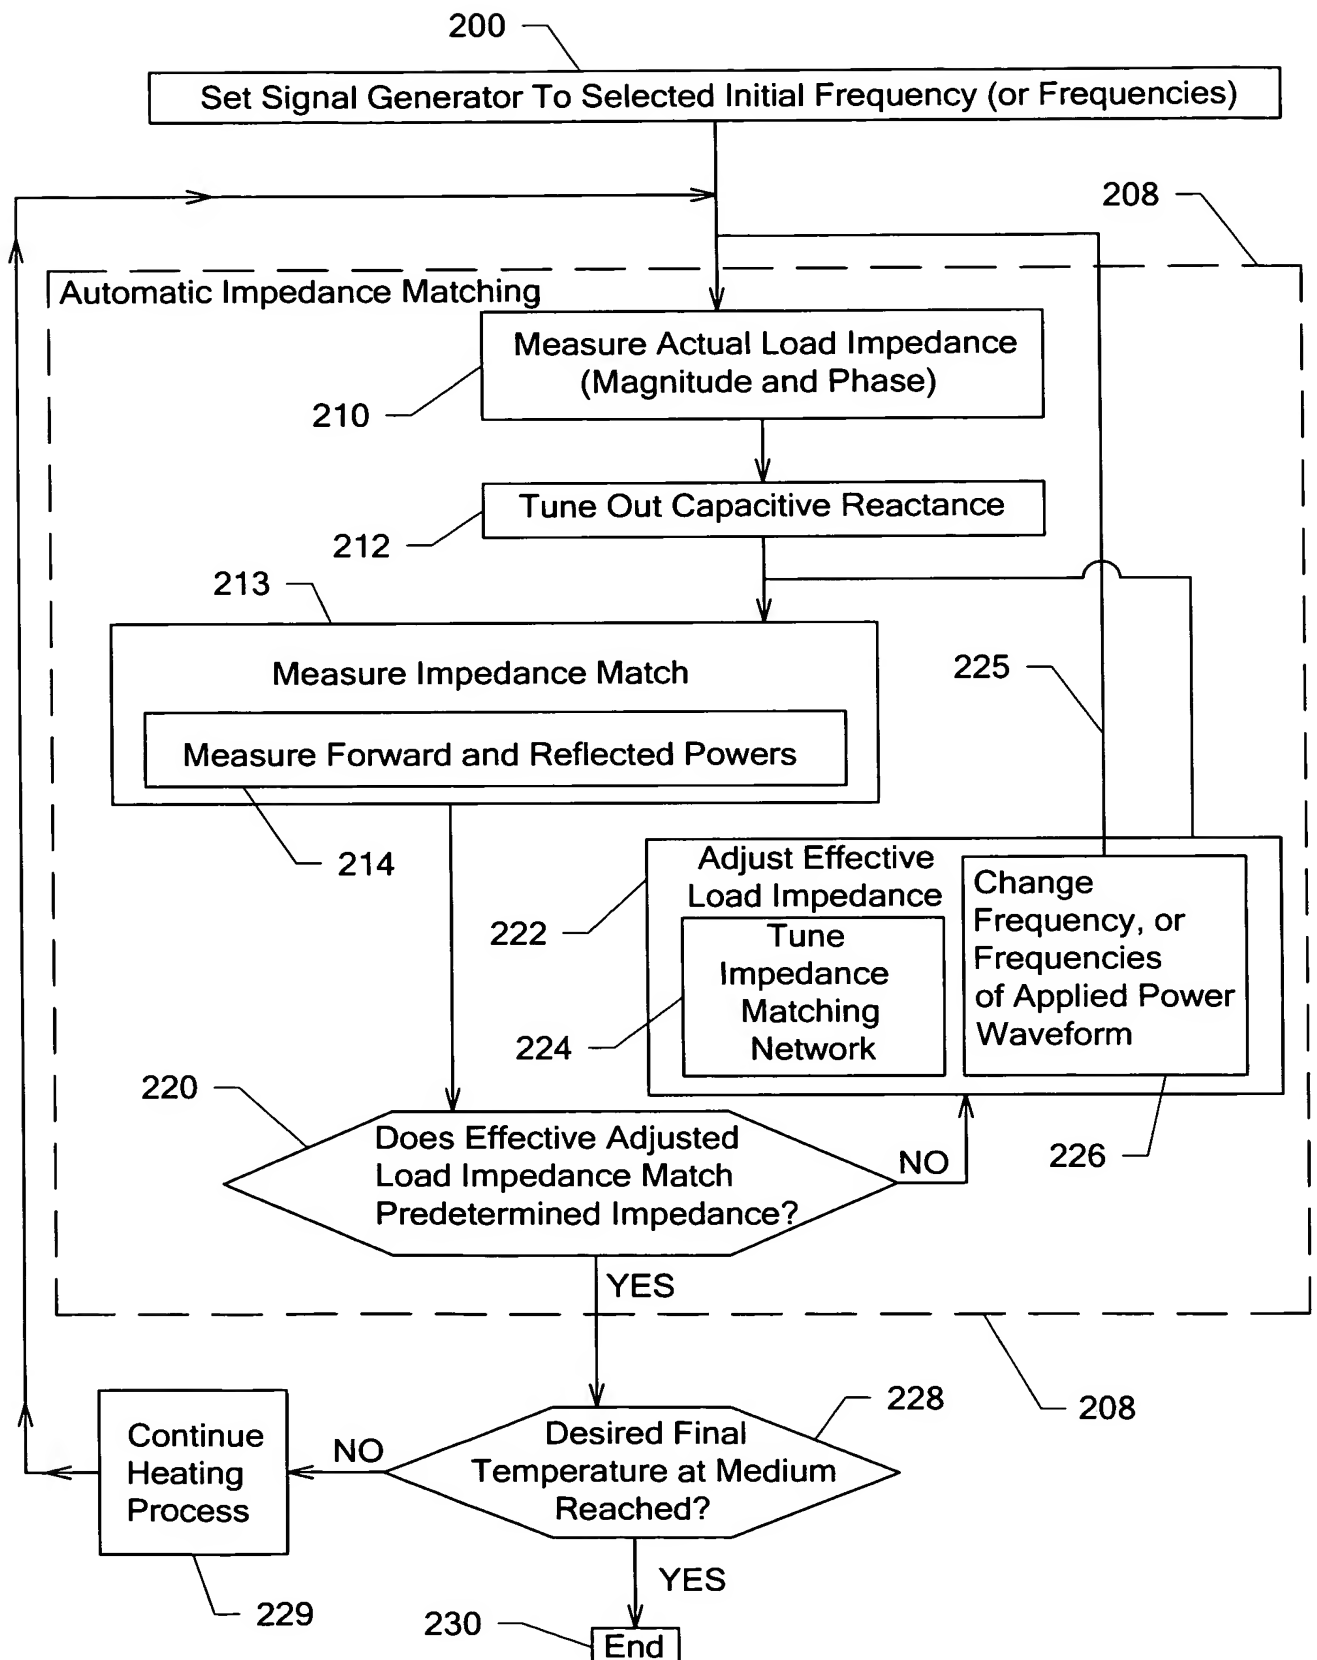 200
Set Signal Generator To Selected Initial Frequency (or Frequencies)
208
Automatic Impedance Matching
Measure Actual Load Impedance
(Magnitude and Phase)
210
Tune Out Capacitive Reactance
212
213
Measure Impedance Match
225
Measure Forward and Reflected Powers
214
Adjust Effective
Load Impedance
222
Tune
Impedance
Matching
Network
224
Change
Frequency, or
Frequencies
of Applied Power
Waveform
226
220
Does Effective Adjusted
Load Impedance Match
Predetermined Impedance?
NO
YES
208
228
Desired Final
Temperature at Medium
Reached?
NO
Continue
Heating
Process
229
YES
230
End